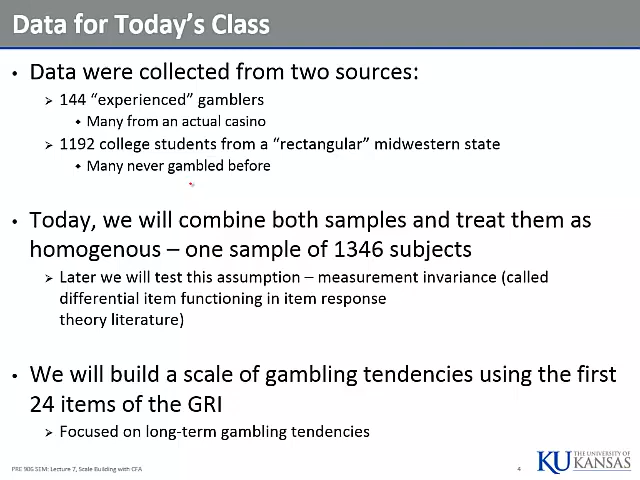 Data for Today's Class
• Data were collected from two sources:
➢ 144 "experienced" gamblers
Many from an actual casino
➢ 1192 college students from a "rectangular" midwestern state
Many never gambled before
• Today, we will combine both samples and treat them as
homogenous – one sample of 1346 subjects
➢ Later we will test this assumption – measurement invariance (called
differential item functioning in item response
theory literature)
• We will build a scale of gambling tendencies using the first
24 items of the GRI
➢ Focused on long-term gambling tendencies
PRE 906 SEM: Lecture 7, Scale Building with CFA
4
KU THE UNIVERSITY OF
KANSAS